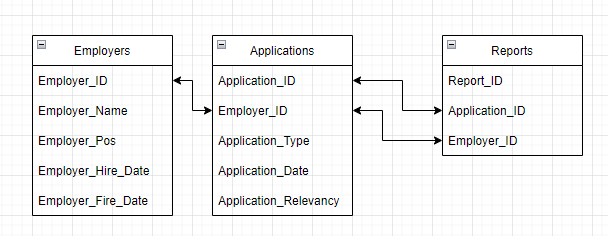 Employers
Employer_ID
Employer_Name
Employer_Pos
Employer_Hire_Date
Employer_Fire_Date
Applications
Application_ID
Employer_ID
Application_Type
Application_Date
Application_Relevancy
Reports
Report_ID
Application_ID
Employer_ID